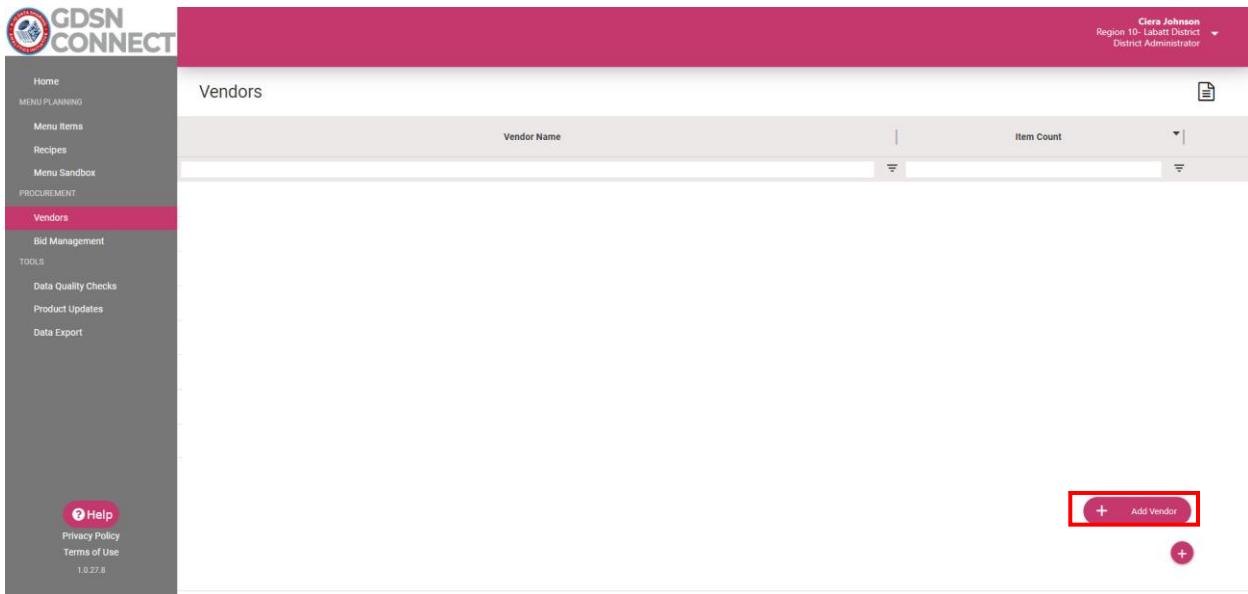 GDSN
CONNECT
Ciera Johnson
Region 10- Labatt District
District Administrator
Home
MENU PLANNING
Menu Items
Recipes
Menu Sandbox
PROCUREMENT
Vendors
Bid Management
TOOLS
Data Quality Checks
Product Updates
Data Export
Help
Privacy Policy
Terms of Use
1.0.27.8
Vendors
Vendor Name
Item Count
+ Add Vendor
+